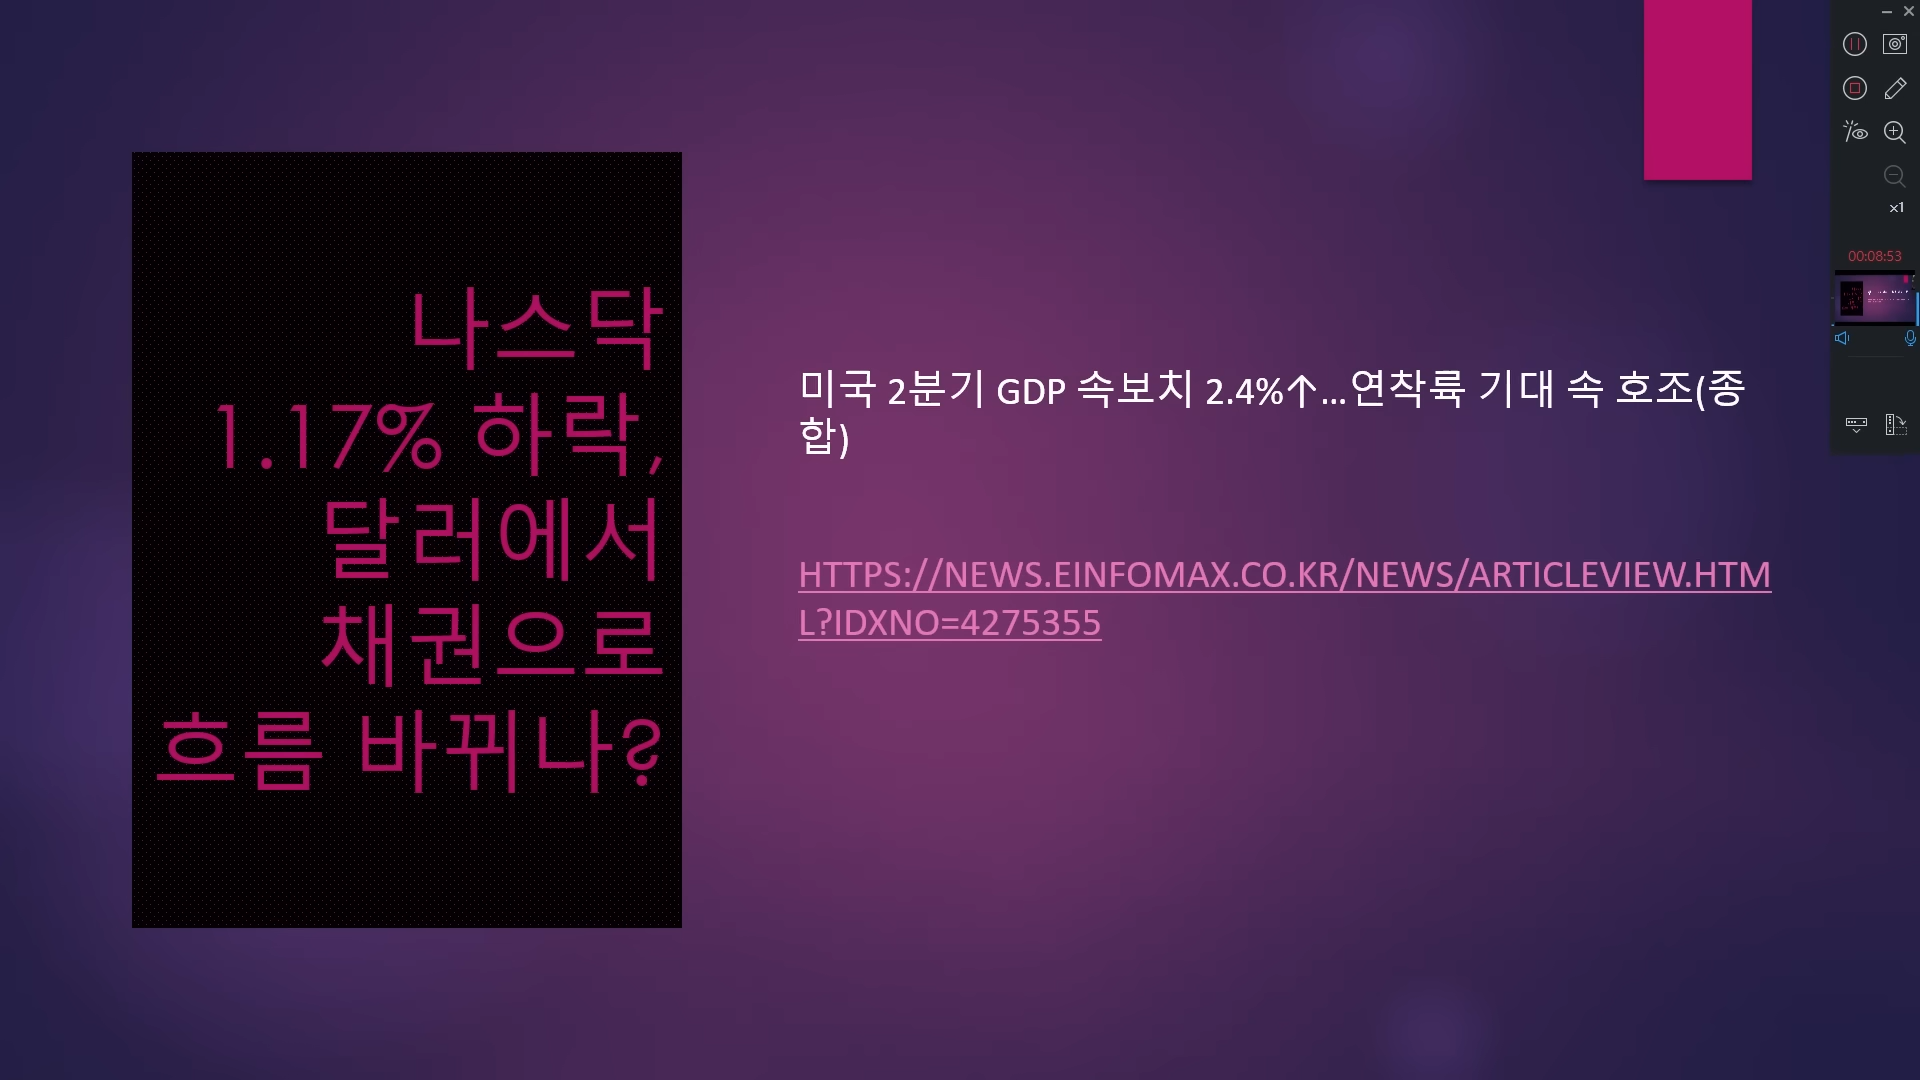 나스닥
1.17% 하락,
달러에서
채권으로
흐름 바뀌나?
미국 2분기 GDP 속보치 2.4%↑…연착륙 기대 속 호조(종
합)
HTTPS://NEWS.EINFOMAX.CO.KR/NEWS/ARTICLEVIEW.HTM
L?IDXNO=4275355
x1
00:08:53